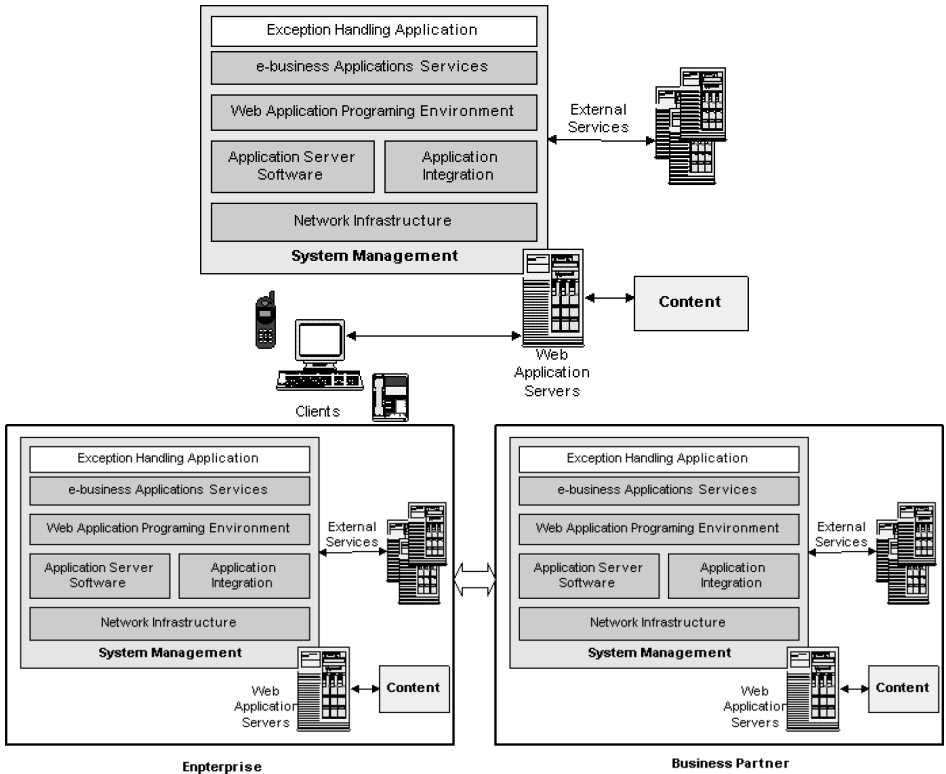 Exception Handling Application
e-business Applications Services
Web Application Programing Environment
Application Server
Software
Application
Integration
Network Infrastructure
System Management
External
Services
Content
Web
Application
Servers
Clients
Exception Handling Application
e-business Applications Services
Web Application Programing Environment
Application Server
Software
Application
Integration
Network Infrastructure
System Management
External
Services
Web
Application
Servers
Content
Enpterprise
Exception Handling Application
e-business Applications Services
Web Application Programing Environment
Application Server
Software
Application
Integration
Network Infrastructure
System Management
External
Services
Web
Application
Servers
Content
Business Partner